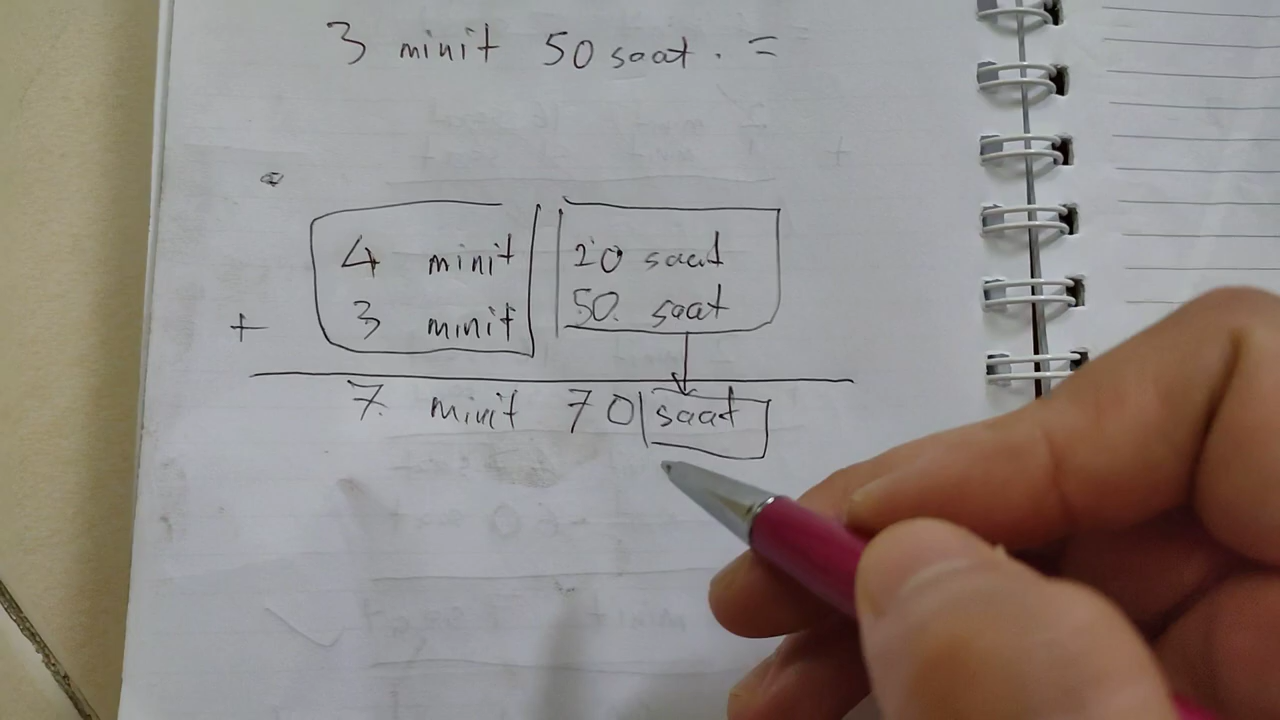 3 minit 50 saat. =
4 minit 20 saat
+ 3 minit 50. saat
7. minit 70 saat